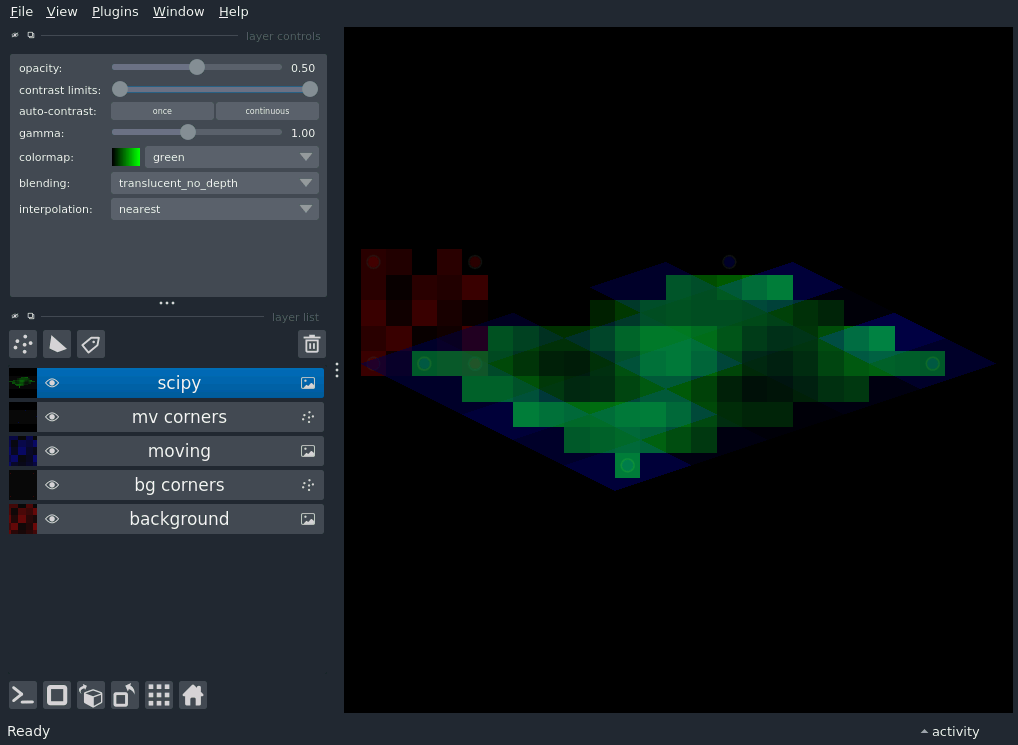 File View Plugins Window Help
layer controls
opacity: 0.50
contrast limits:
auto-contrast: once continuous
gamma: 1.00
colormap: green
blending: translucent_no_depth
interpolation: nearest
layer list
scipy
mv corners
moving
bg corners
background
Ready activity